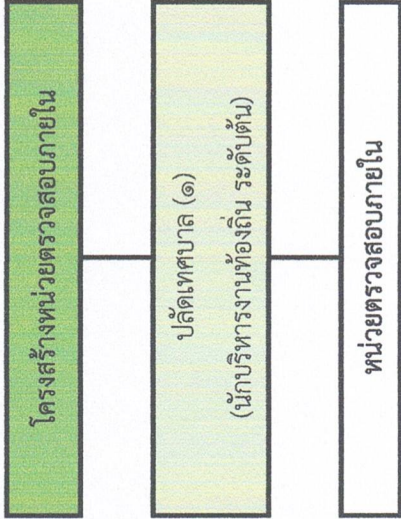 โครงสร้างหน่วยตรวจสอบภายใน
ปลัดเทศบาล (๑)
(นักบริหารงานท้องถิ่น ระดับต้น)
หน่วยตรวจสอบภายใน